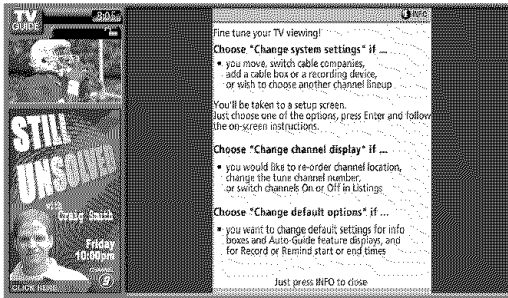 TV
GUIDE
INFO
Fine tune your TV viewing!
Choose "Change system settings" if ...
• you move, switch cable companies,
add a cable box or a recording device,
or wish to choose another channel lineup
You'll be taken to a setup screen.
Just choose one of the options, press Enter and follow
the on-screen instructions.
Choose "Change channel display" if ...
• you would like to re-order channel location,
change the tune channel number,
or switch channels On or Off in Listings
Choose "Change default options" if ...
• you want to change default settings for info
boxes and Auto-Guide feature displays, and
for Record or Remind start or end times
Just press INFO to close
STILL
UNSOLVED
with
Craig Smith
Friday
10:00pm
CHANNEL
9
CLICK HERE